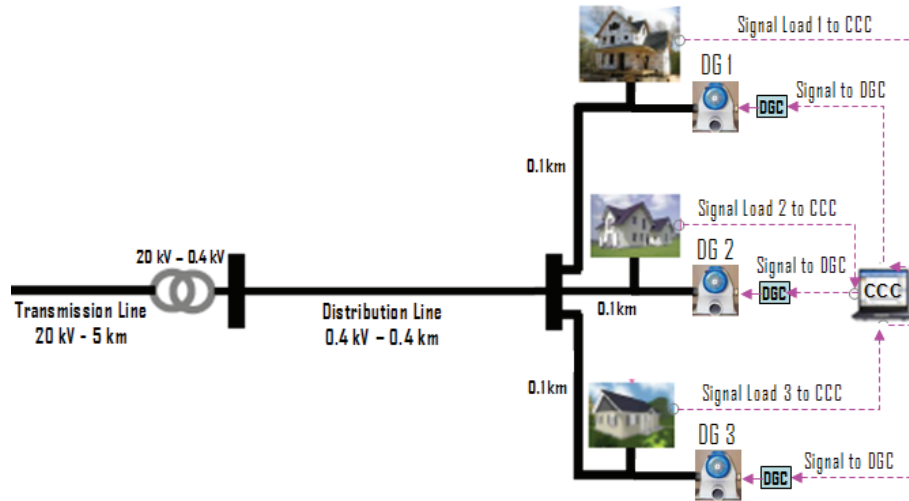 Signal Load 1 to CCC
DG 1
Signal to DGC
DGC
0.1km
Signal Load 2 to CCC
20 kV – 0.4 kV
DG 2
Signal to DGC
DGC
CCC
Transmission Line
20 kV - 5 km
Distribution Line
0.4 kV – 0.4 km
0.1km
0.1km
Signal Load 3 to CCC
DG 3
Signal to DGC
DGC